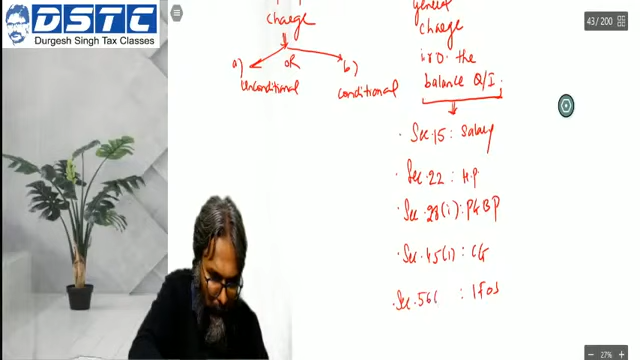 DSTC
Durgesh Singh Tax Classes
43 / 200
charge
a) OR b)
Unconditional
conditional
general
charge
i.r.o. the
balance Q/I,
. Sec.15 : Salary
. Sec.22 : H.P
. Sec.28(i) : PGBP
. Sec.45(1) : CG
. Sec.56( : IFOS
27%